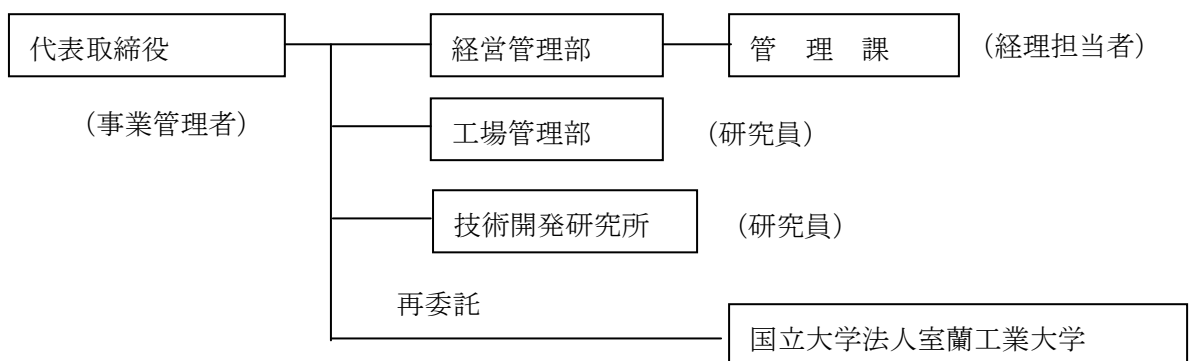 代表取締役 経営管理部 管 理 課 (経理担当者)
(事業管理者) 工場管理部 (研究員)
技術開発研究所 (研究員)
再委託
国立大学法人室蘭工業大学